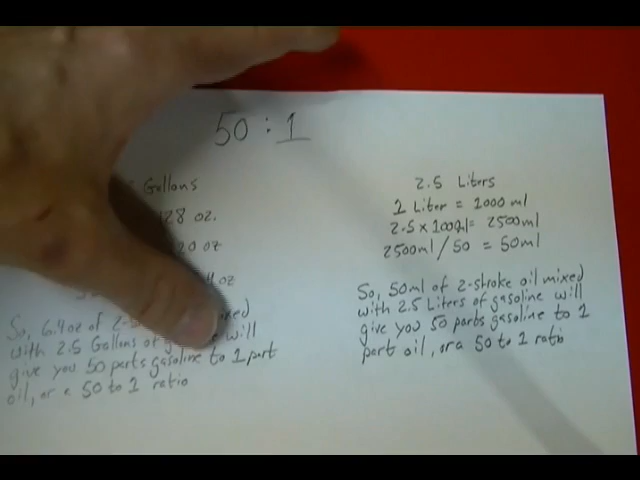 50 : 1
Gallons
128 oz.
20 oz
oz
So, 6.4oz of 2-
with 2.5 Gallons of will
give you 50 parts gasoline to 1 part
oil, or a 50 to 1 ratio
2.5 Liters
1 Liter = 1000 ml
2.5 x 1000ml = 2500ml
2500ml / 50 = 50ml
So, 50ml of 2-stroke oil mixed
with 2.5 Liters of gasoline will
give you 50 parts gasoline to 1
part oil, or a 50 to 1 ratio